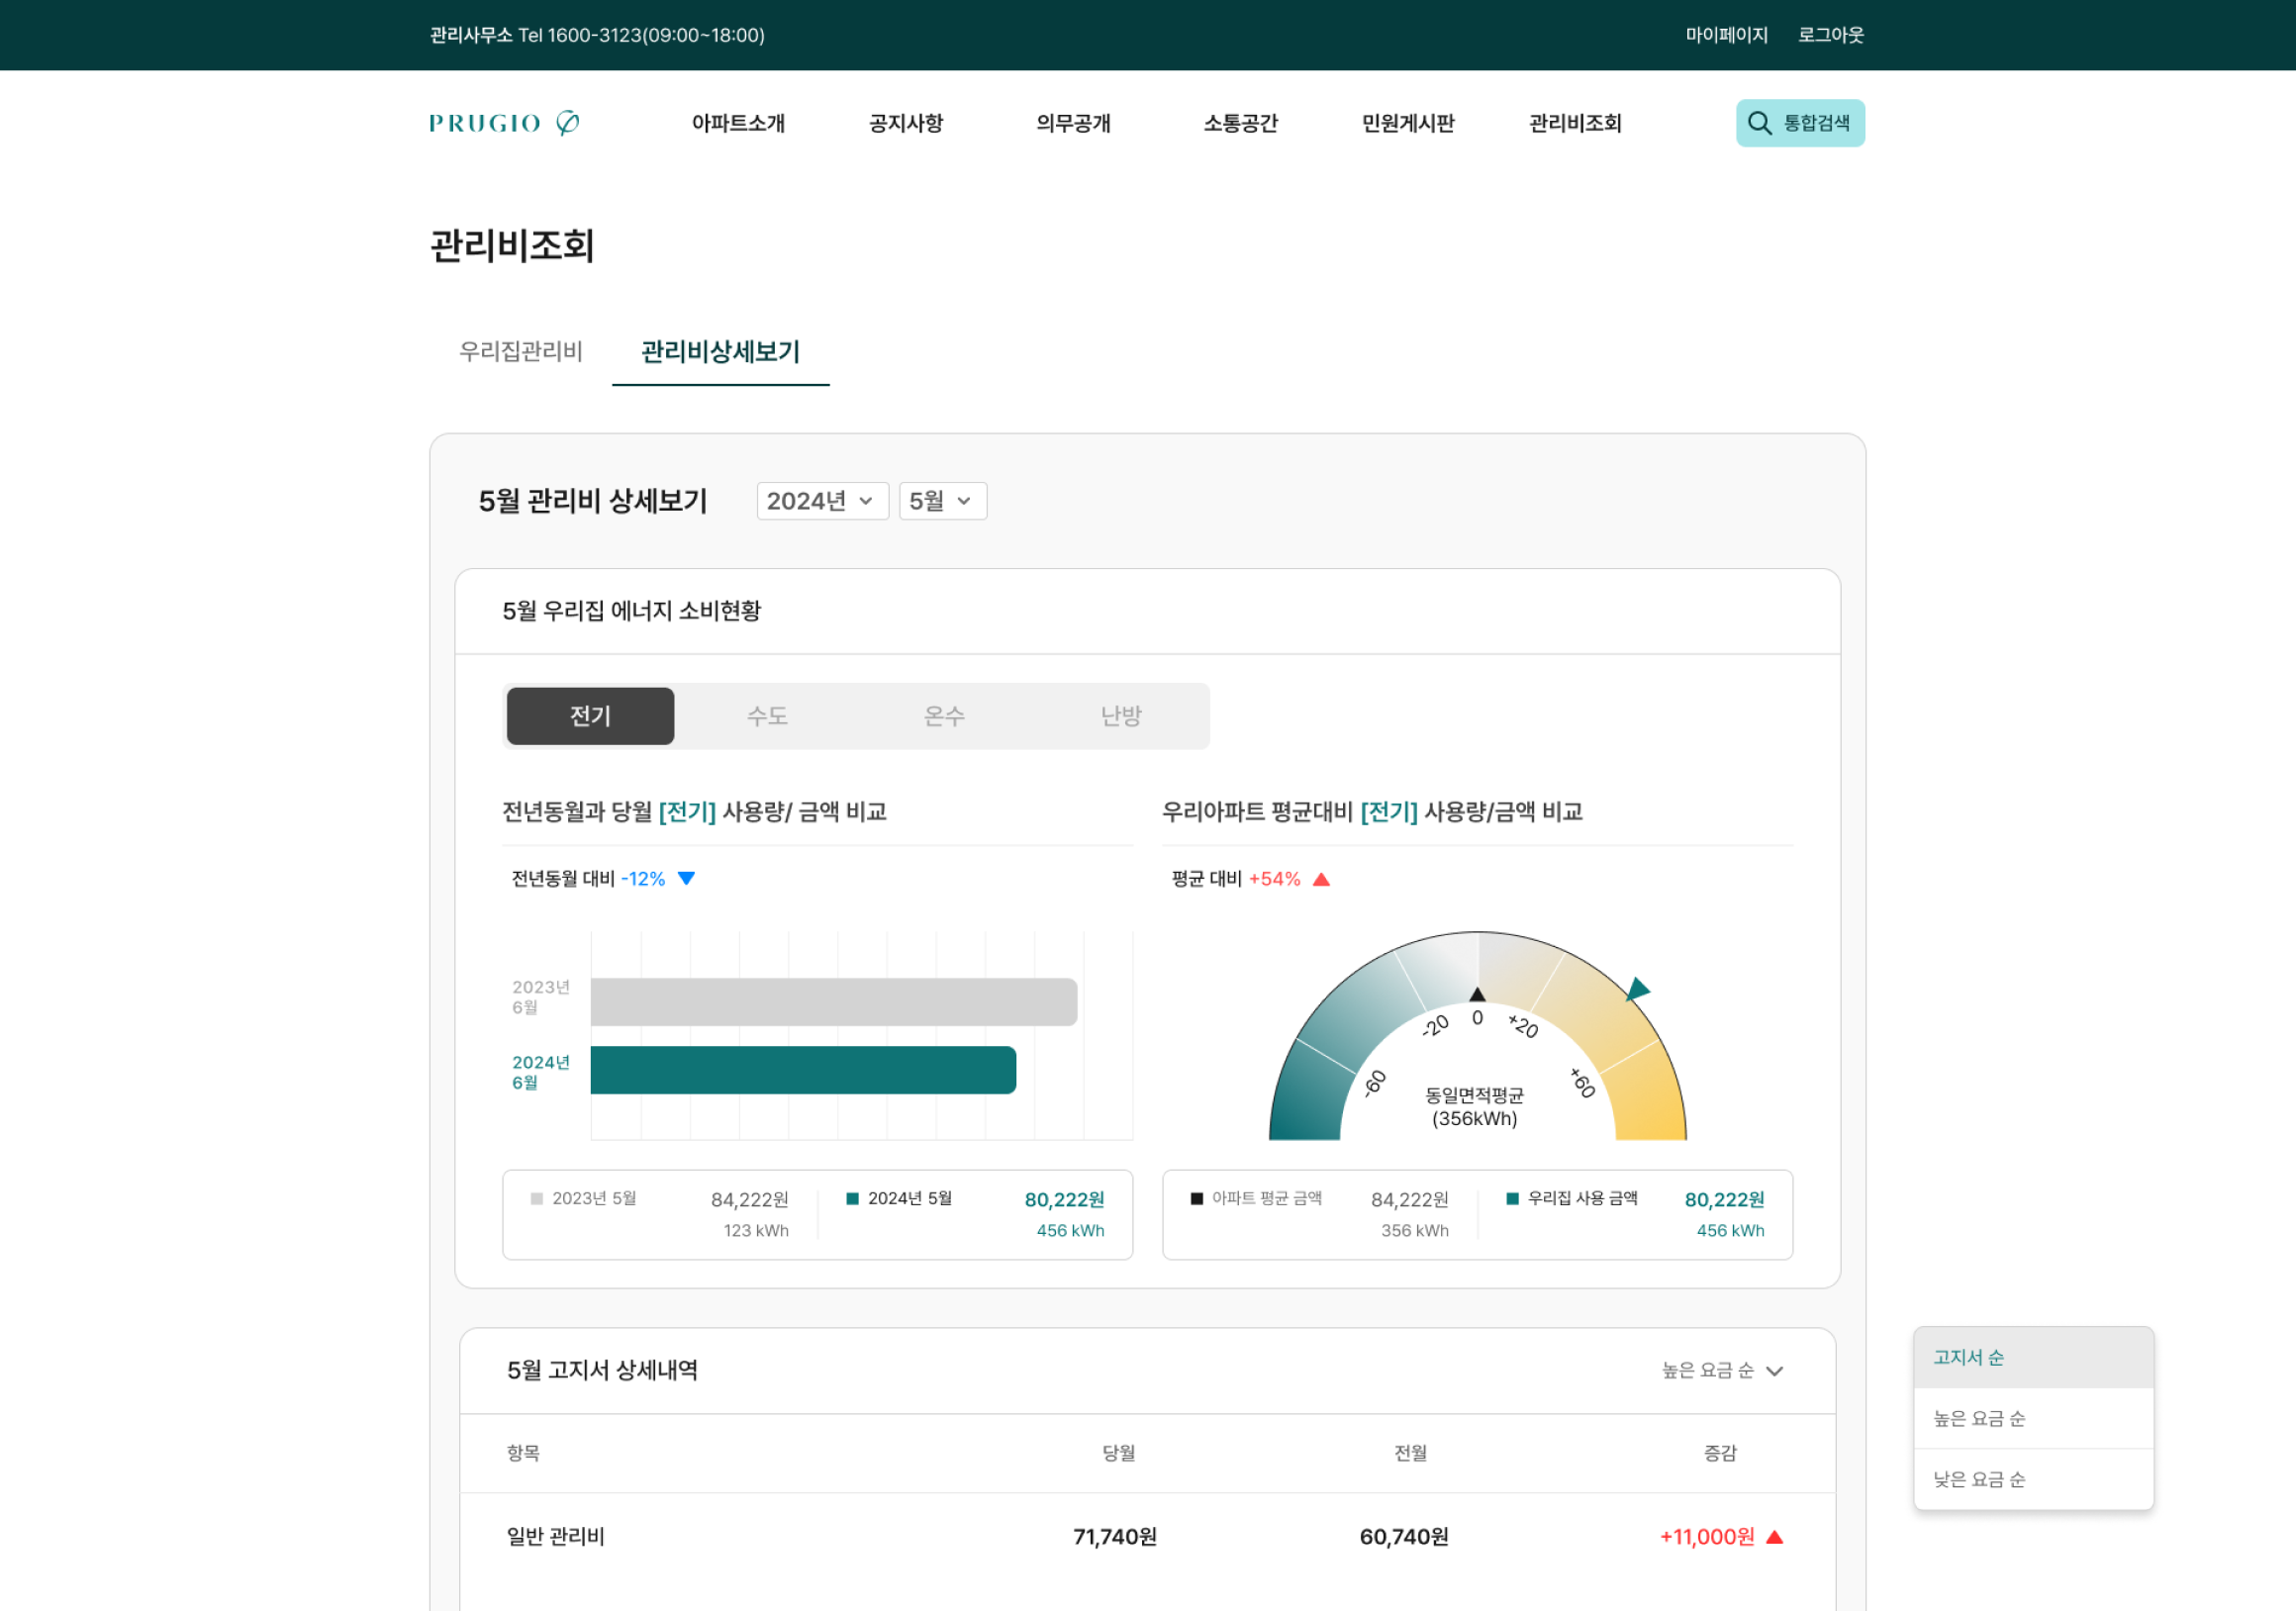 관리사무소 Tel 1600-3123(09:00~18:00)
마이페이지 로그아웃
PRUGIO
아파트소개 공지사항 의무공개 소통공간 민원게시판 관리비조회
통합검색
관리비조회
우리집관리비 관리비상세보기
5월 관리비 상세보기 2024년 5월
5월 우리집 에너지 소비현황
전기 수도 온수 난방
전년동월과 당월 [전기] 사용량/ 금액 비교
전년동월 대비 -12% ▼
2023년
6월
2024년
6월
2023년 5월 84,222원
123 kWh
2024년 5월 80,222원
456 kWh
우리아파트 평균대비 [전기] 사용량/금액 비교
평균 대비 +54% ▲
-60 -20 0 +20 +60
동일면적평균
(356kWh)
아파트 평균 금액 84,222원
356 kWh
우리집 사용 금액 80,222원
456 kWh
5월 고지서 상세내역 높은 요금 순
항목 당월 전월 증감
일반 관리비 71,740원 60,740원 +11,000원 ▲
고지서 순
높은 요금 순
낮은 요금 순